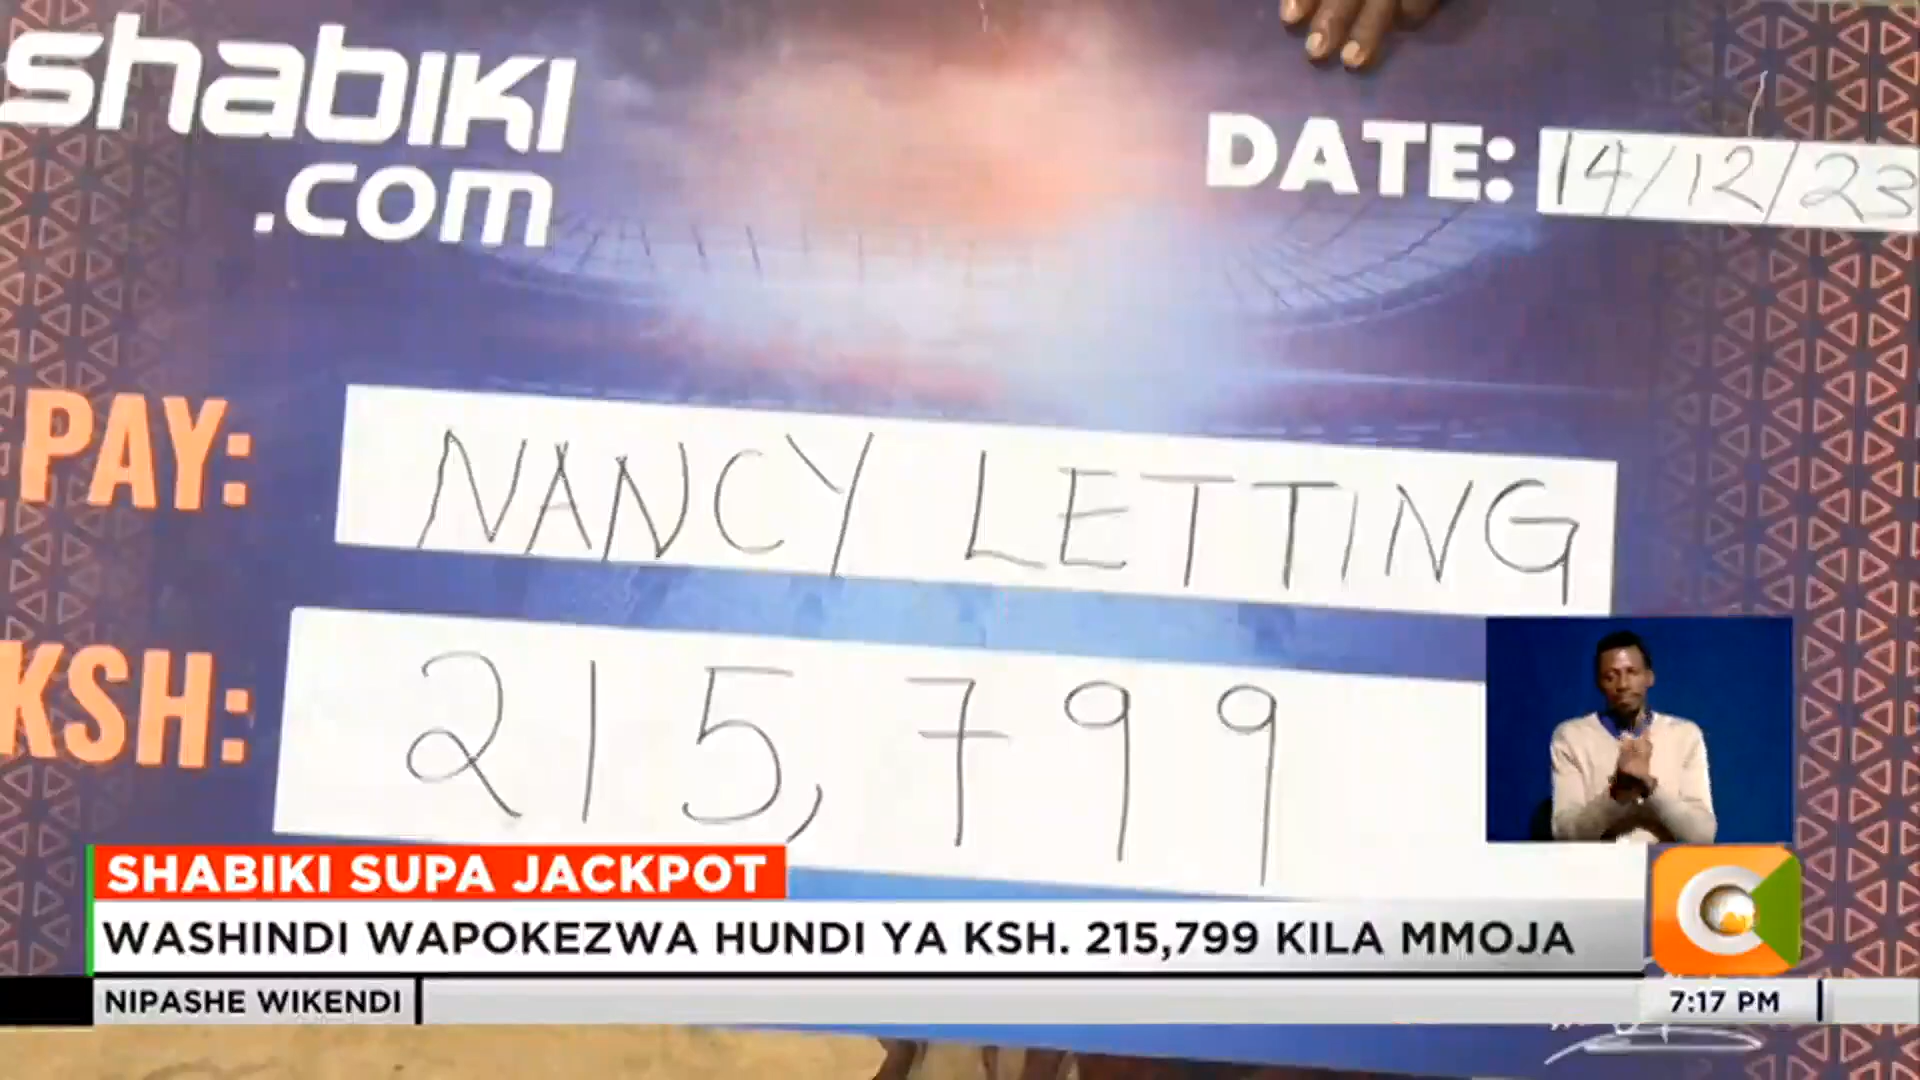 shabiki
.com
DATE: 14/12/23
PAY: NANCY LETTING
KSH: 215,799
SHABIKI SUPA JACKPOT
WASHINDI WAPOKEZWA HUNDI YA KSH. 215,799 KILA MMOJA
NIPASHE WIKENDI
7:17 PM